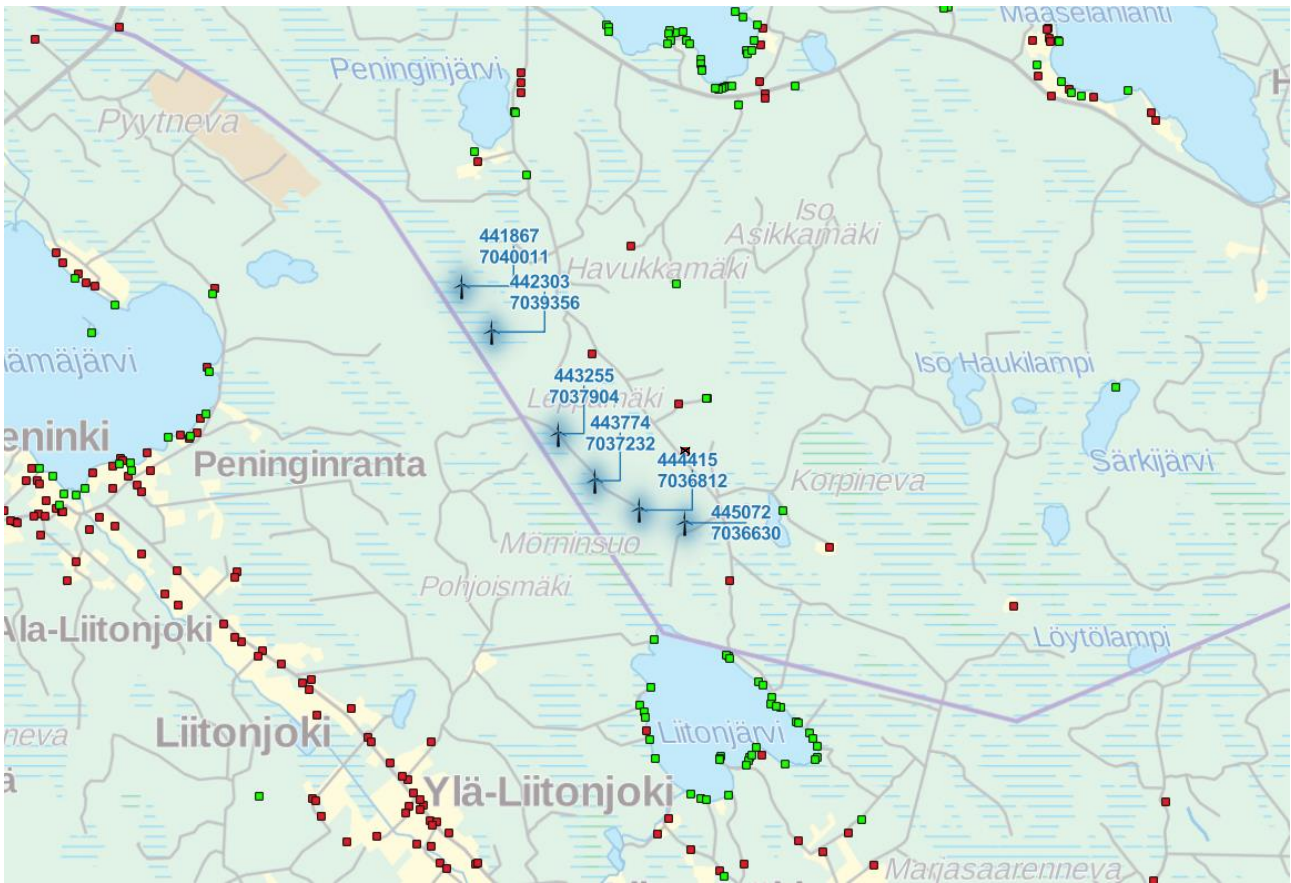 Maaselänlahti
Peninginjärvi
Pyytneva
Iso
Asikkamäki
441867
7040011
Havukkamäki
442303
7039356
ämäjärvi
Iso Haukilampi
443255
7037904
Leppämäki
443774
7037232
eninki
Peninginranta
444415
7036812
Särkijärvi
Korpineva
445072
7036630
Mörninsuo
Pohjoismäki
Ala-Liitonjoki
Löytölampi
neva
Liitonjoki
Liitonjärvi
Ylä-Liitonjoki
Marjasaarenneva